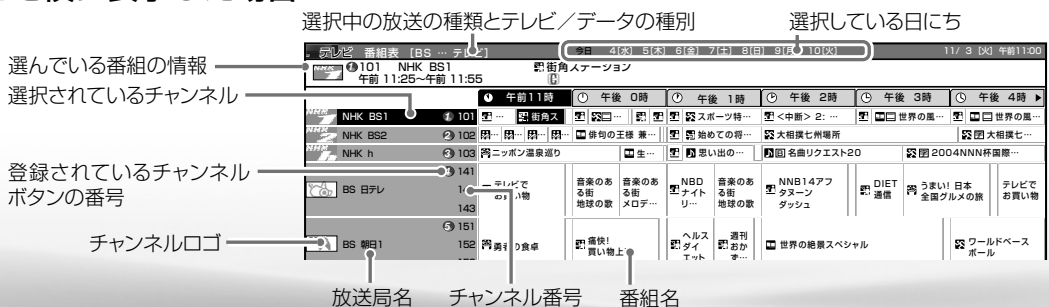 選択中の放送の種類とテレビ／データの種別
選択している日にち
テレビ 番組表 [BS … テレビ]
今日 4[水] 5[木] 6[金] 7[土] 8[日] 9[月] 10[火]
11/ 3 [火] 午前11:00
選んでいる番組の情報
101 NHK BS1
街角ステーション
午前 11:25～午前 11:55
選択されているチャンネル
午前11時 午後 0時 午後 1時 午後 2時 午後 3時 午後 4時
NHK BS1 1 101 … 街角ス … スポーツ特… <中断> 2: … 世界の風… 世界の風…
NHK BS2 2 102 俳句の王様 兼… 始めての将… 大相撲七州場所 大相撲七…
NHK h 3 103 ニッポン温泉巡り 生… 思い出の… 名曲リクエスト20 2004NNN杯国際…
登録されているチャンネル
ボタンの番号
BS 日テレ
141
143
テレビで
お買い物
音楽のあ
る街
地球の歌
音楽のあ
る街
メロデ…
NBD
ナイト
リ…
音楽のあ
る街
地球の歌
NNB14アフ
タヌーン
ダッシュ
DIET
通信
うまい! 日本
全国グルメの旅
テレビで
お買い物
チャンネルロゴ
BS 朝日1
5 151
152
勇者の食卓
痛快!
買い物上
ヘルス
ダイ
エット
週刊
おか
ず…
世界の絶景スペシャル
ワールドベース
ボール
放送局名
チャンネル番号
番組名